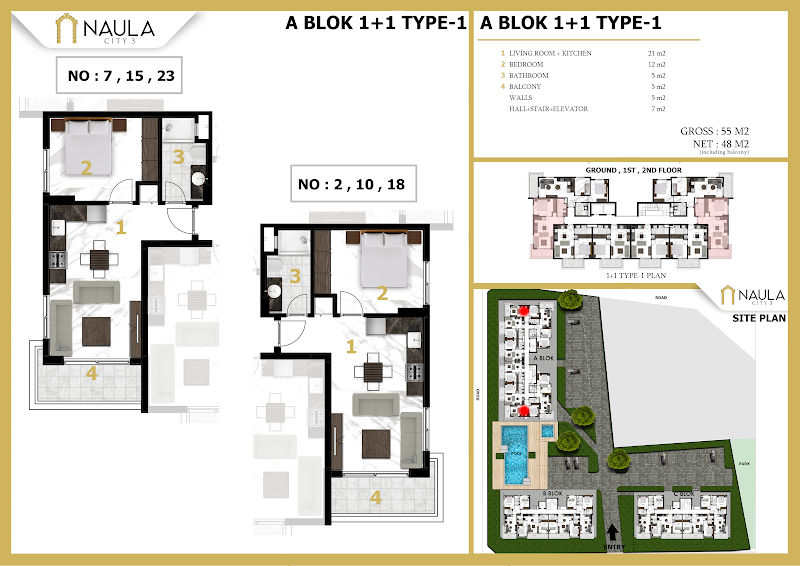 NAULA
CITY 3
A BLOK 1+1 TYPE-1
NO : 7 , 15 , 23
2
3
1
4
NO : 2 , 10 , 18
3
2
1
4
A BLOK 1+1 TYPE-1
1 LİVİNG ROOM + KITCHEN 21 m2
2 BEDROOM 12 m2
3 BATHROOM 5 m2
4 BALCONY 5 m2
WALLS 5 m2
HALL+STAIR+ELEVATOR 7 m2
GROSS : 55 M2
NET : 48 M2
(including balcony)
GROUND , 1ST , 2ND FLOOR
1+1 TYPE-1 PLAN
NAULA
CITY 3
SITE PLAN
ROAD
A BLOK
ROAD
POOL
PARK
B BLOK
C BLOK
ENTRY